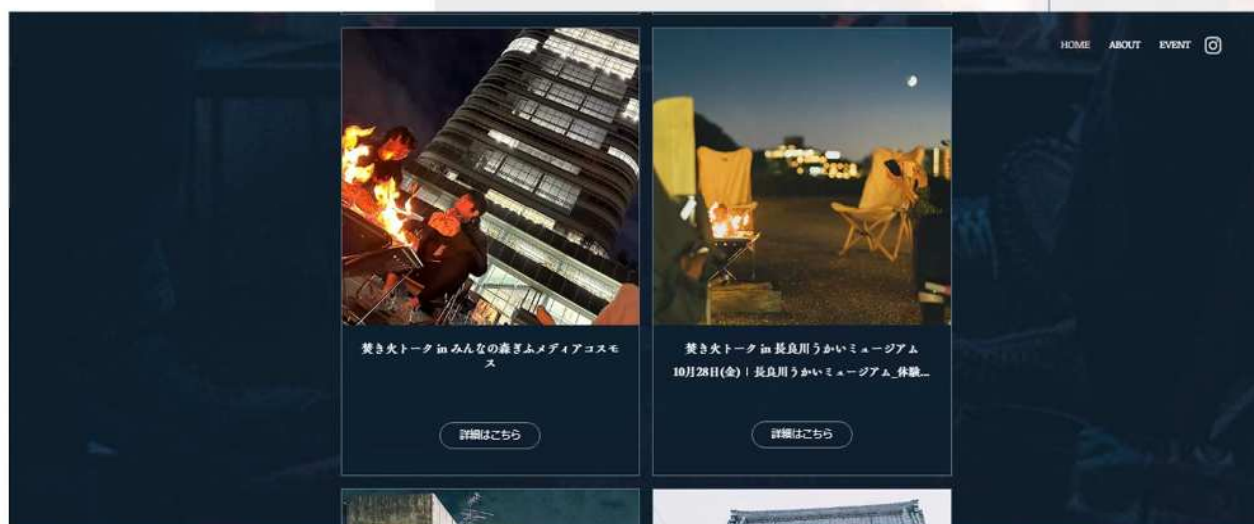 HOME ABOUT EVENT
焚き火トーク in みんなの森ぎふメディアコスモ
ス
詳細はこちら
焚き火トーク in 長良川うかいミュージアム
10月28日(金) | 長良川うかいミュージアム_体験...
詳細はこちら